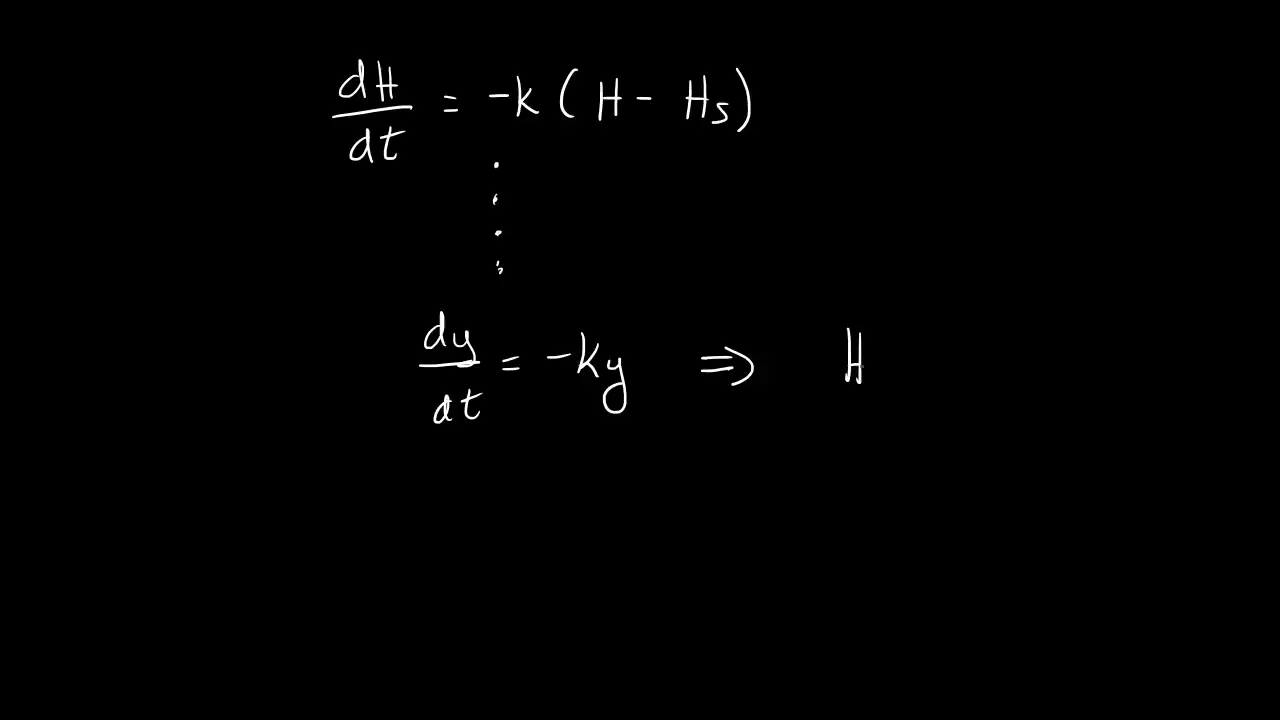 dH/dt = -k ( H - Hs)
.
.
.
.
dy/dt = -ky ⇒ H